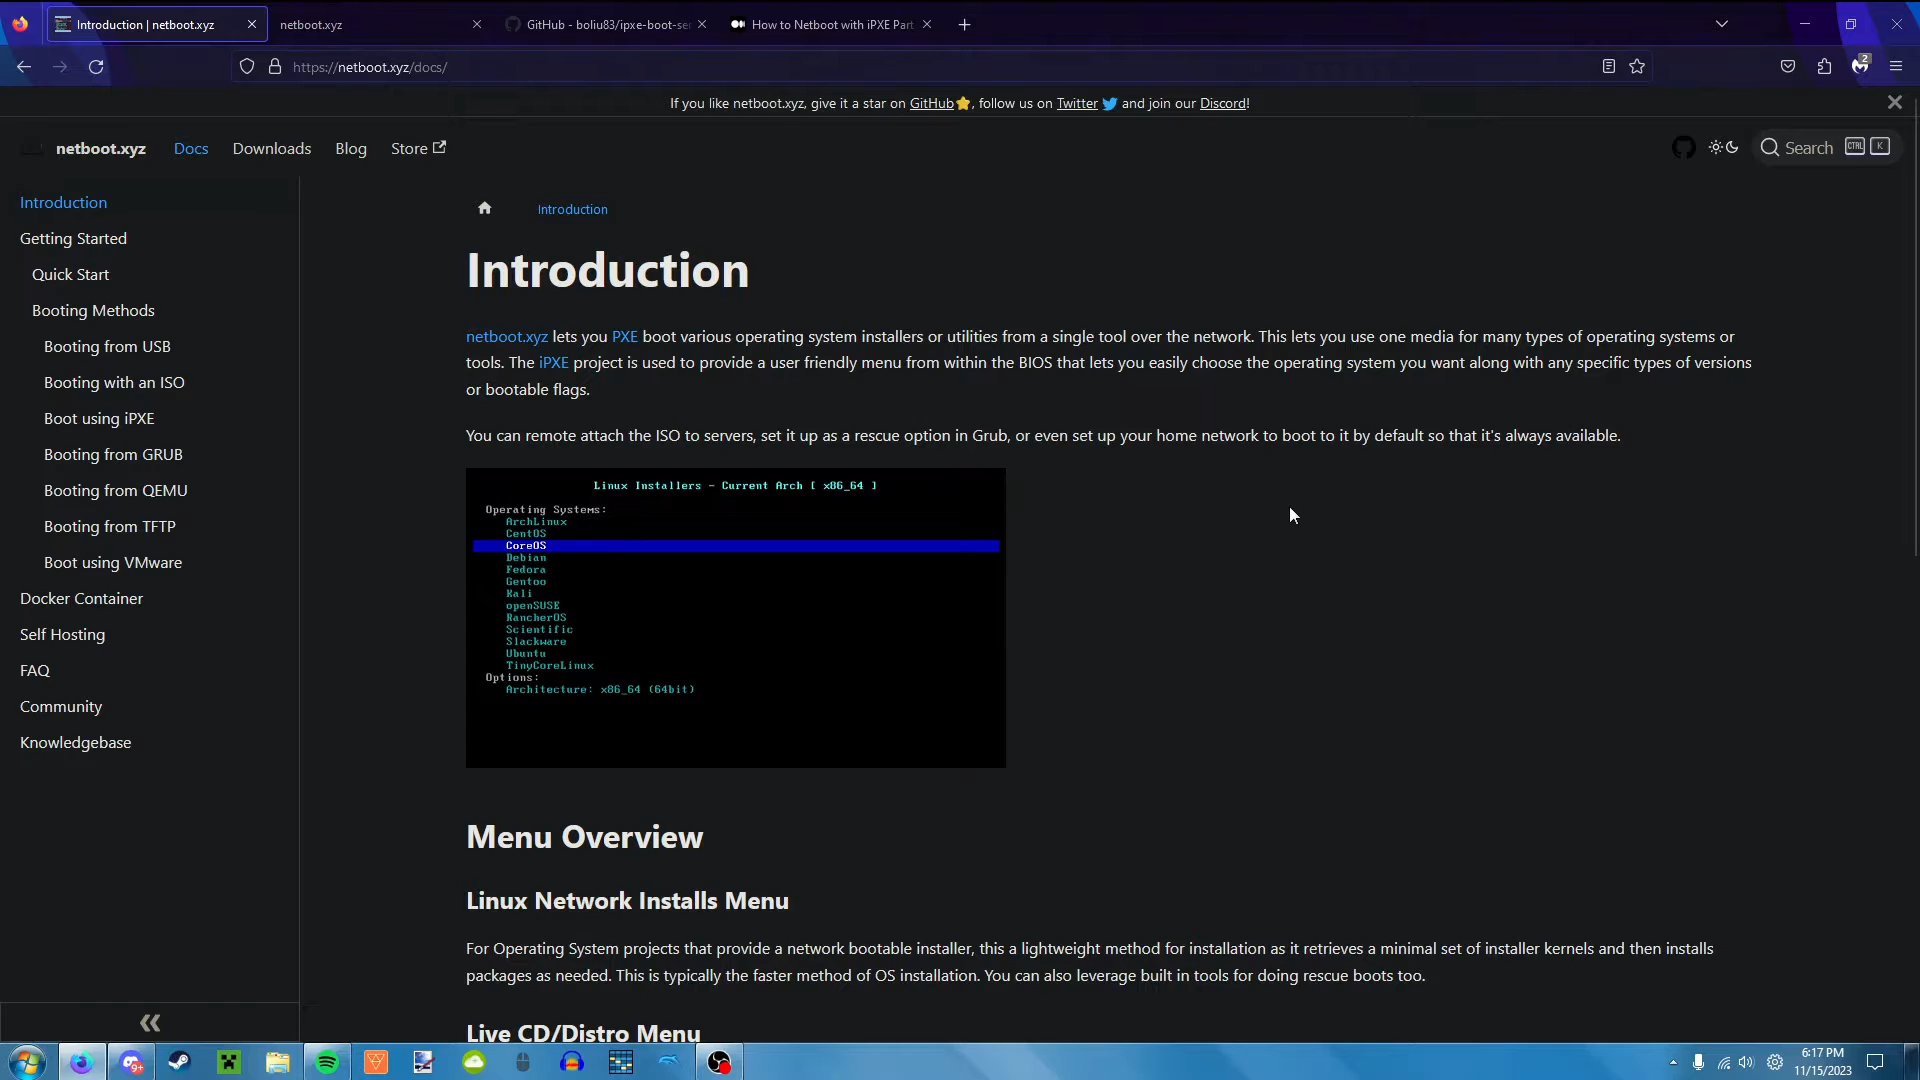 Introduction | netboot.xyz
netboot.xyz
GitHub - boliu83/ipxe-boot-se
How to Netboot with iPXE Part
https://netboot.xyz/docs/
2
If you like netboot.xyz, give it a star on GitHub⭐, follow us on Twitter and join our Discord!
netboot.xyz
Docs
Downloads
Blog
Store
Search
CTRL
K
Introduction
Getting Started
Quick Start
Booting Methods
Booting from USB
Booting with an ISO
Boot using iPXE
Booting from GRUB
Booting from QEMU
Booting from TFTP
Boot using VMware
Docker Container
Self Hosting
FAQ
Community
Knowledgebase
Introduction
Introduction
netboot.xyz lets you PXE boot various operating system installers or utilities from a single tool over the network. This lets you use one media for many types of operating systems or
tools. The iPXE project is used to provide a user friendly menu from within the BIOS that lets you easily choose the operating system you want along with any specific types of versions
or bootable flags.
You can remote attach the ISO to servers, set it up as a rescue option in Grub, or even set up your home network to boot to it by default so that it's always available.
Linux Installers - Current Arch [ x86_64 ]
Operating Systems:
ArchLinux
CentOS
CoreOS
Debian
Fedora
Gentoo
Kali
openSUSE
RancherOS
Scientific
Slackware
Ubuntu
TinyCoreLinux
Options:
Architecture: x86_64 (64bit)
Menu Overview
Linux Network Installs Menu
For Operating System projects that provide a network bootable installer, this a lightweight method for installation as it retrieves a minimal set of installer kernels and then installs
packages as needed. This is typically the faster method of OS installation. You can also leverage built in tools for doing rescue boots too.
Live CD/Distro Menu
9+
6:17 PM
11/15/2023